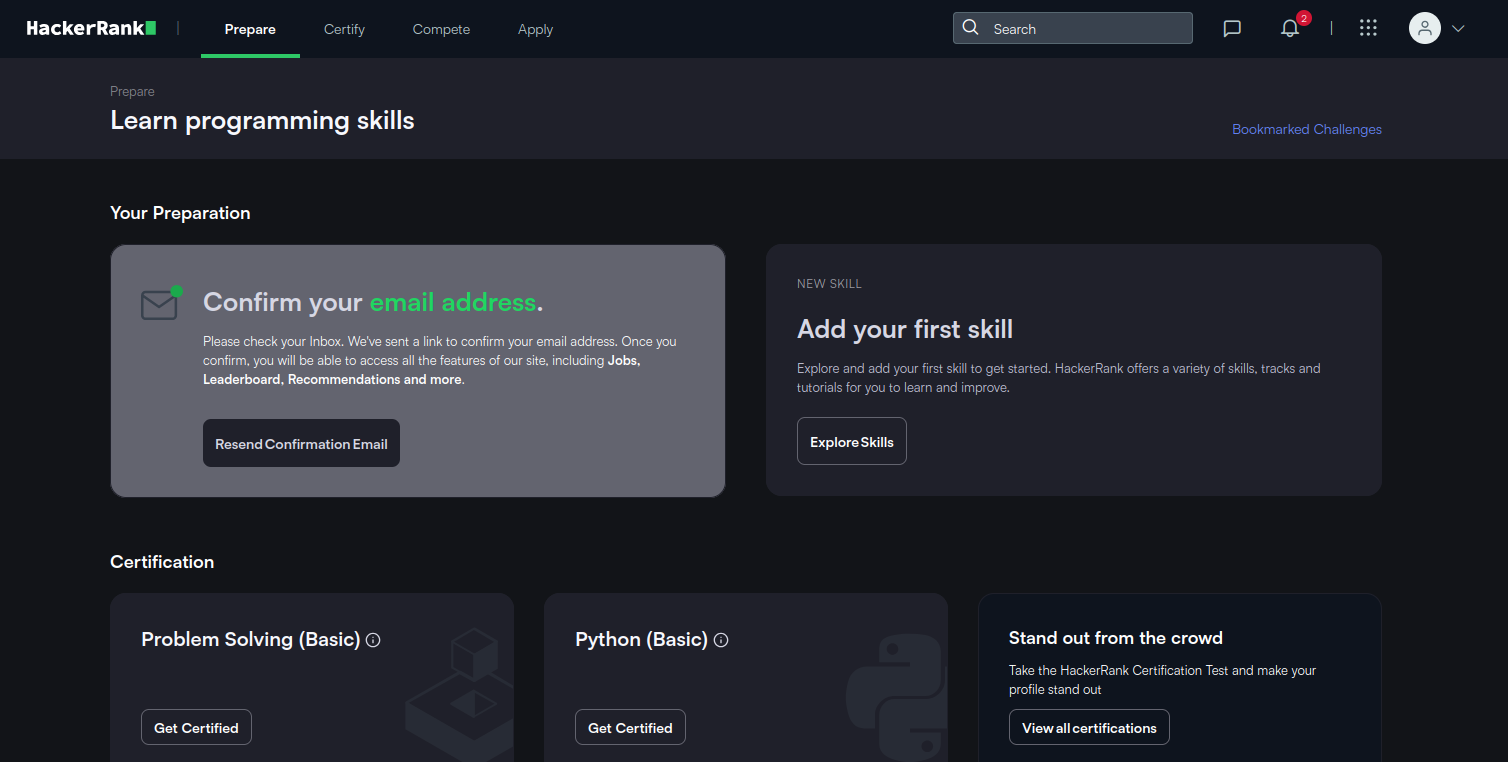 HackerRank
Prepare
Certify
Compete
Apply
Search
2
Prepare
Learn programming skills
Bookmarked Challenges
Your Preparation
Confirm your email address.
Please check your Inbox. We've sent a link to confirm your email address. Once you
confirm, you will be able to access all the features of our site, including Jobs,
Leaderboard, Recommendations and more.
Resend Confirmation Email
NEW SKILL
Add your first skill
Explore and add your first skill to get started. HackerRank offers a variety of skills, tracks and
tutorials for you to learn and improve.
Explore Skills
Certification
Problem Solving (Basic)
Get Certified
Python (Basic)
Get Certified
Stand out from the crowd
Take the HackerRank Certification Test and make your
profile stand out
View all certifications